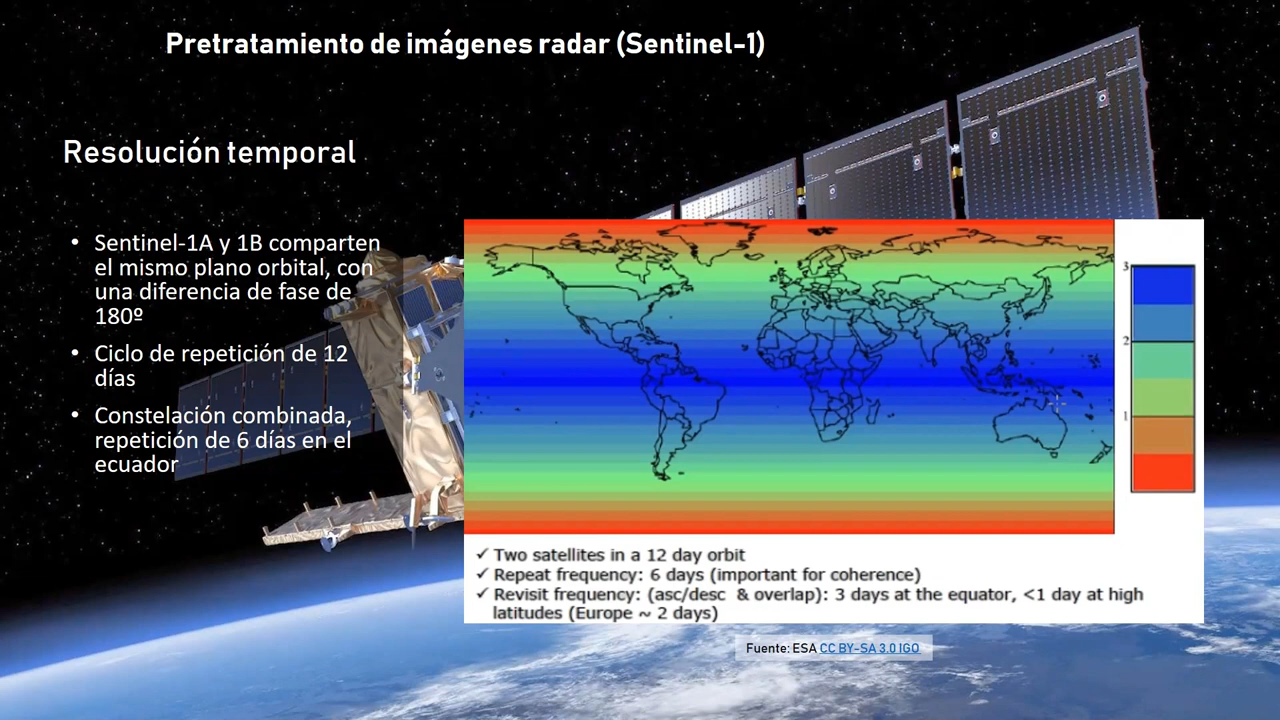 Pretratamiento de imágenes radar (Sentinel-1)
Resolución temporal
• Sentinel-1A y 1B comparten
el mismo plano orbital, con
una diferencia de fase de
180º
• Ciclo de repetición de 12
días
• Constelación combinada,
repetición de 6 días en el
ecuador
3
2
1
✓ Two satellites in a 12 day orbit
✓ Repeat frequency: 6 days (important for coherence)
✓ Revisit frequency: (asc/desc & overlap): 3 days at the equator, <1 day at high
latitudes (Europe ~ 2 days)
Fuente: ESA CC BY-SA 3.0 IGO